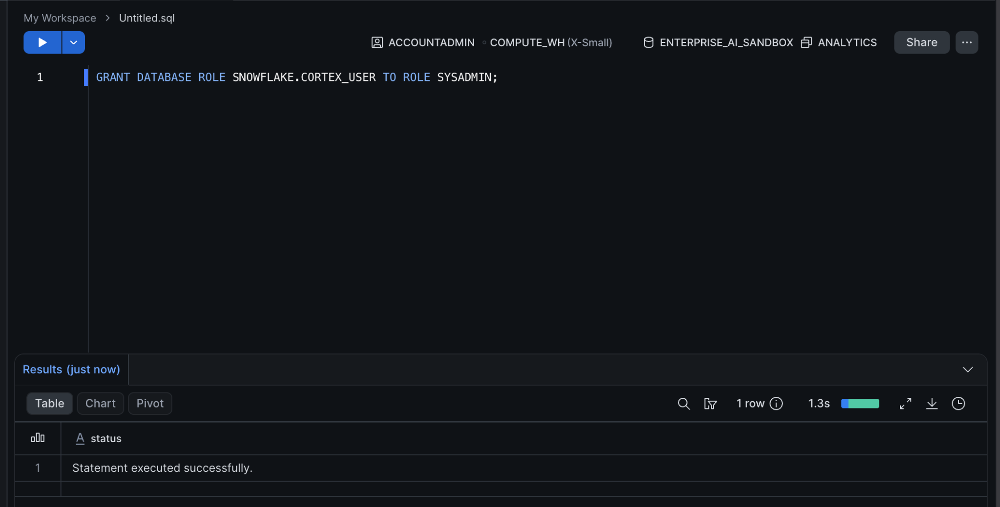 My Workspace > Untitled.sql
ACCOUNTADMIN COMPUTE_WH (X-Small) ENTERPRISE_AI_SANDBOX ANALYTICS Share ...
1 GRANT DATABASE ROLE SNOWFLAKE.CORTEX_USER TO ROLE SYSADMIN;
Results (just now)
Table Chart Pivot 1 row 1.3s
A status
1 Statement executed successfully.